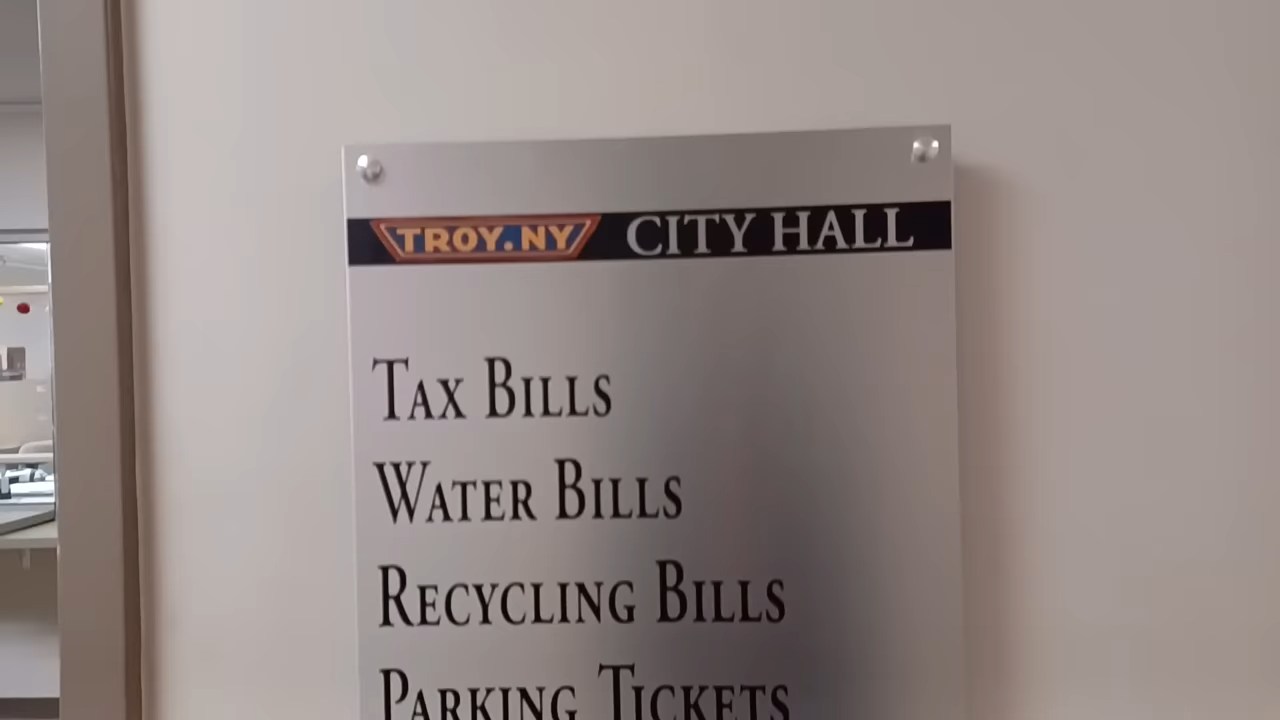 TROY.NY CITY HALL
TAX BILLS
WATER BILLS
RECYCLING BILLS
PARKING TICKETS